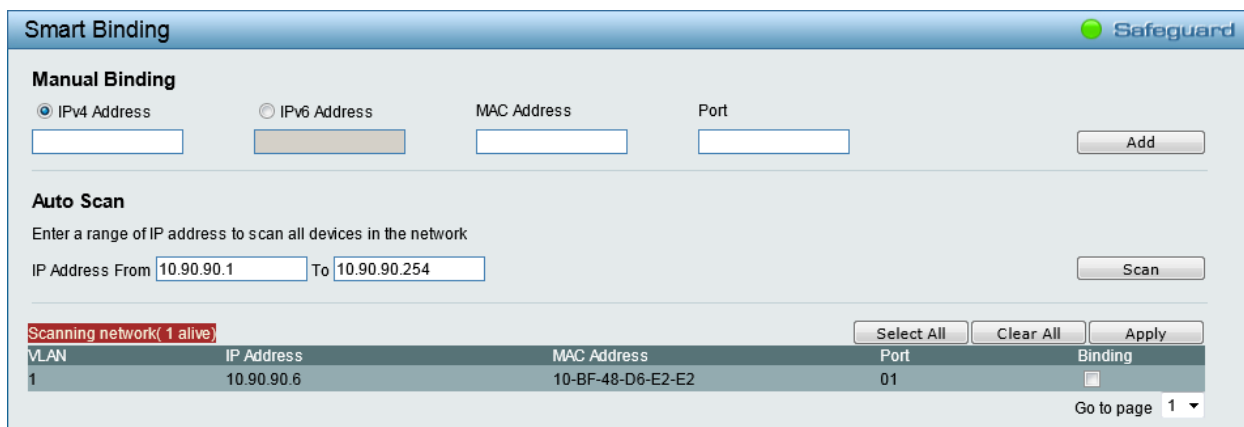 Smart Binding Safeguard
Manual Binding
IPv4 Address IPv6 Address MAC Address Port
Add
Auto Scan
Enter a range of IP address to scan all devices in the network
IP Address From 10.90.90.1 To 10.90.90.254 Scan
Scanning network( 1 alive) Select All Clear All Apply
VLAN IP Address MAC Address Port Binding
1 10.90.90.6 10-BF-48-D6-E2-E2 01
Go to page 1